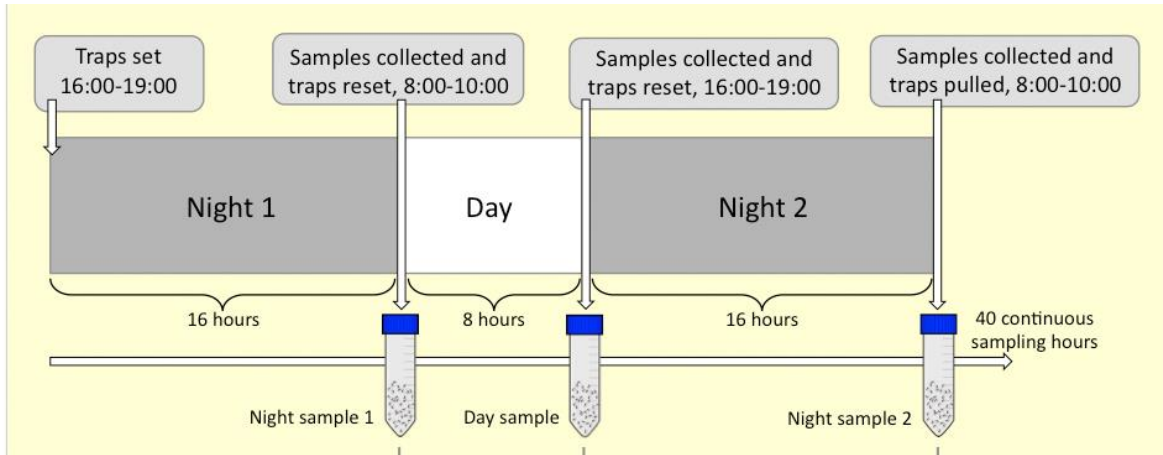 Traps set
16:00-19:00
Samples collected and
traps reset, 8:00-10:00
Samples collected and
traps reset, 16:00-19:00
Samples collected and
traps pulled, 8:00-10:00
Night 1
Day
Night 2
16 hours
8 hours
16 hours
40 continuous
sampling hours
Night sample 1
Day sample
Night sample 2